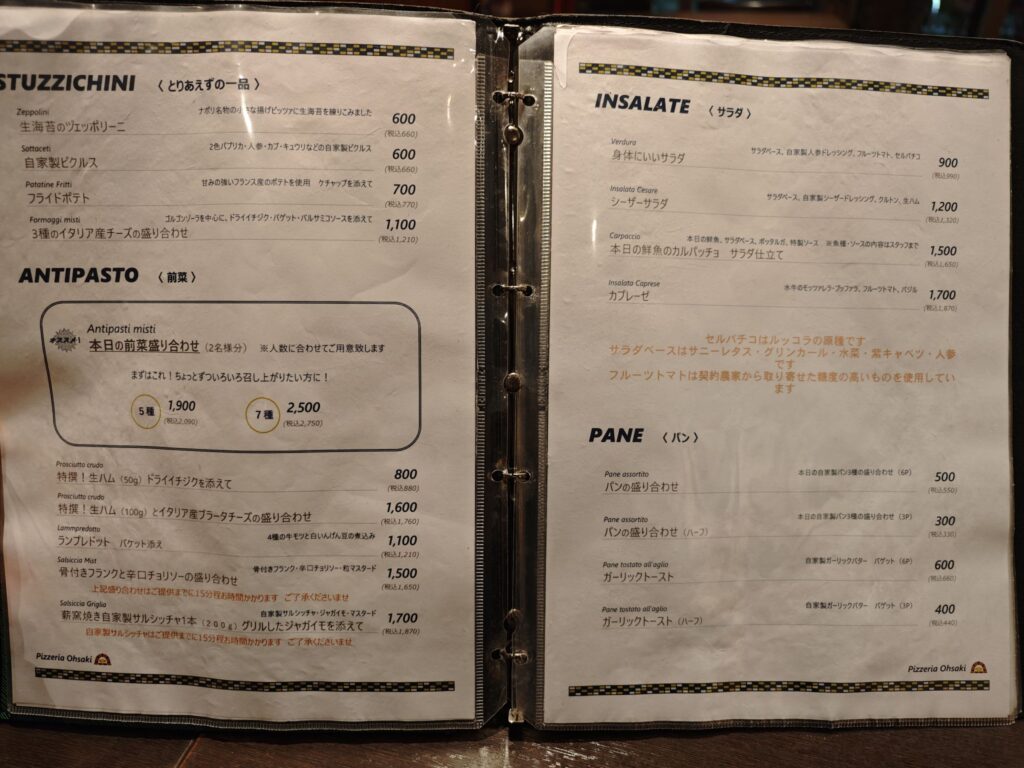 STUZZICHINI 〈 とりあえずの一品 〉
Zeppolini
ナポリ名物の小さな揚げピッツァに生海苔を練りこみました
生海苔のヅェッポリーニ
600
(税込660)
Sottaceti
2色パプリカ・人参・カブ・キュウリなどの自家製ピクルス
自家製ピクルス
600
(税込660)
Patatine Fritti
甘みの強いフランス産のポテトを使用　ケチャップを添えて
フライドポテト
700
(税込770)
Formaggi misti
ゴルゴンゾーラを中心に、ドライイチジク・バゲット・バルサミコソースを添えて
3種のイタリア産チーズの盛り合わせ
1,100
(税込1,210)
ANTIPASTO 〈 前菜 〉
オススメ！
Antipasti misti
本日の前菜盛り合わせ（2名様分）　※人数に合わせてご用意致します
まずはこれ！ちょっとずついろいろ召し上がりたい方に！
5種 1,900
(税込2,090)
7種 2,500
(税込2,750)
Prosciutto crudo
特撰！生ハム（50g）ドライイチジクを添えて
800
(税込880)
Prosciutto crudo
特撰！生ハム（100g）とイタリア産ブラータチーズの盛り合わせ
1,600
(税込1,760)
Lammpredotto
4種の牛モツと白いんげん豆の煮込み
ランプレドット　バケット添え
1,100
(税込1,210)
Salsiccia Mist
骨付きフランク・辛口チョリソー・粒マスタード
骨付きフランクと辛口チョリソーの盛り合わせ
1,500
(税込1,650)
上記盛り合わせはご提供までに15分程お時間かかります　ご了承くださいませ
Salsiccia Griglia
自家製サルシッチャ・ジャガイモ・マスタード
薪窯焼き自家製サルシッチャ1本（200g）グリルしたジャガイモを添えて
1,700
(税込1,870)
自家製サルシッチャはご提供までに15分程お時間かかります　ご了承くださいませ
Pizzeria Ohsaki
INSALATE 〈 サラダ 〉
Verdura
サラダベース、自家製人参ドレッシング、フルーツトマト、セルバチコ
身体にいいサラダ
900
(税込990)
Insalata Cesare
サラダベース、自家製シーザードレッシング、クルトン、生ハム
シーザーサラダ
1,200
(税込1,320)
Carpaccio
本日の鮮魚、サラダベース、ボッタルガ、特製ソース　※魚種・ソースの内容はスタッフまで
本日の鮮魚のカルパッチョ　サラダ仕立て
1,500
(税込1,650)
Insalata Caprese
水牛のモッツァレラ・ブッファラ、フルーツトマト、バジル
カプレーゼ
1,700
(税込1,870)
セルバチコはルッコラの原種です
サラダベースはサニーレタス・グリンカール・水菜・紫キャベツ・人参
です
フルーツトマトは契約農家から取り寄せた糖度の高いものを使用してい
ます
PANE 〈 パン 〉
Pane assortito
本日の自家製パン3種の盛り合わせ（6P）
パンの盛り合わせ
500
(税込550)
Pane assortito
本日の自家製パン3種の盛り合わせ（3P）
パンの盛り合わせ（ハーフ）
300
(税込330)
Pane tostato all'aglio
自家製ガーリックバター　バゲット（6P）
ガーリックトースト
600
(税込660)
Pane tostato all'aglio
自家製ガーリックバター　バゲット（3P）
ガーリックトースト（ハーフ）
400
(税込440)
Pizzeria Ohsaki